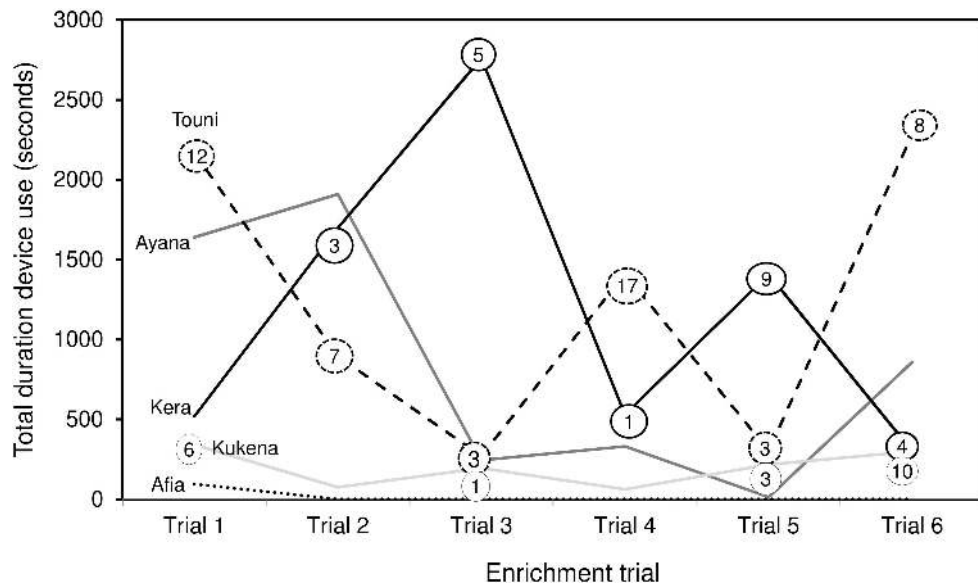 Total duration device use (seconds)
3000
2500
2000
1500
1000
500
0
Touni
12
Ayana
Kera
6
Kukena
Afia
3
7
5
3
1
17
1
9
3
3
8
4
10
Trial 1 Trial 2 Trial 3 Trial 4 Trial 5 Trial 6
Enrichment trial